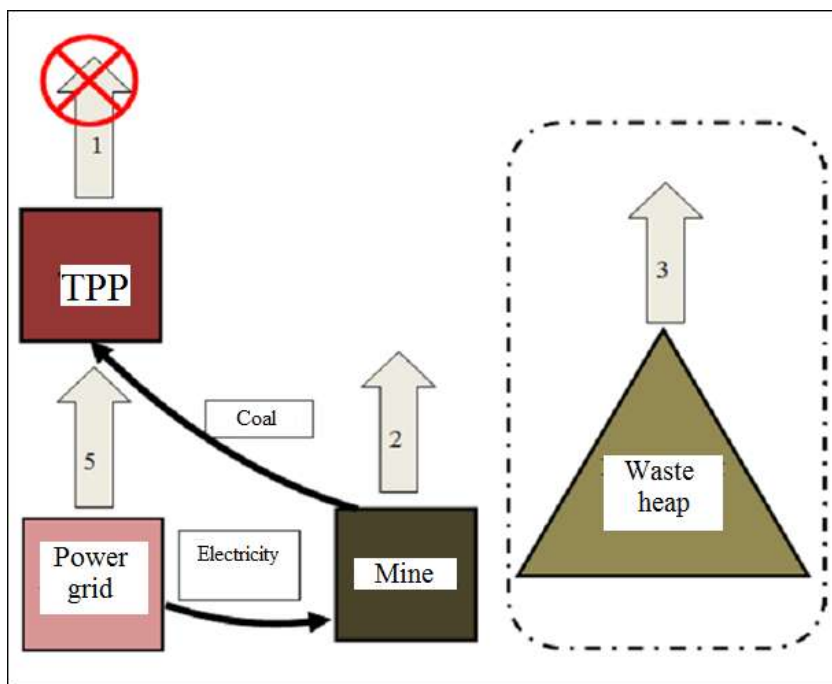 1
TPP
3
Coal
2
5
Waste
heap
Electricity
Power
grid
Mine